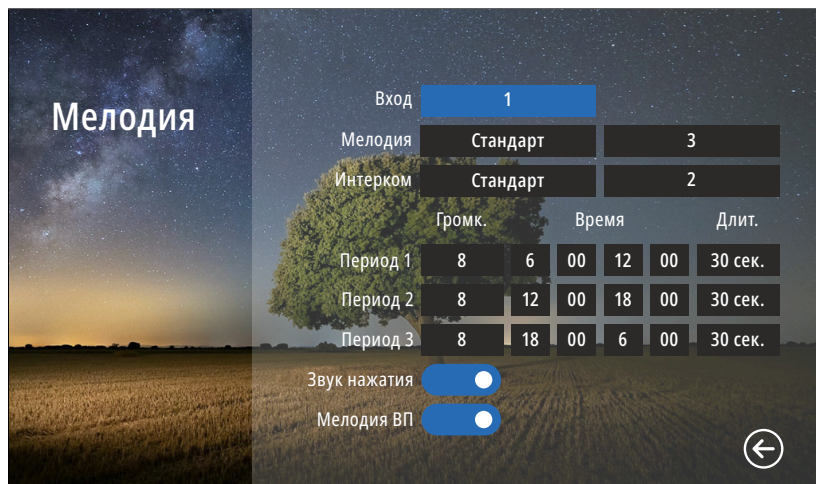 Мелодия
Вход 1
Мелодия Стандарт 3
Интерком Стандарт 2
Громк. Время Длит.
Период 1 8 6 00 12 00 30 сек.
Период 2 8 12 00 18 00 30 сек.
Период 3 8 18 00 6 00 30 сек.
Звук нажатия
Мелодия ВП